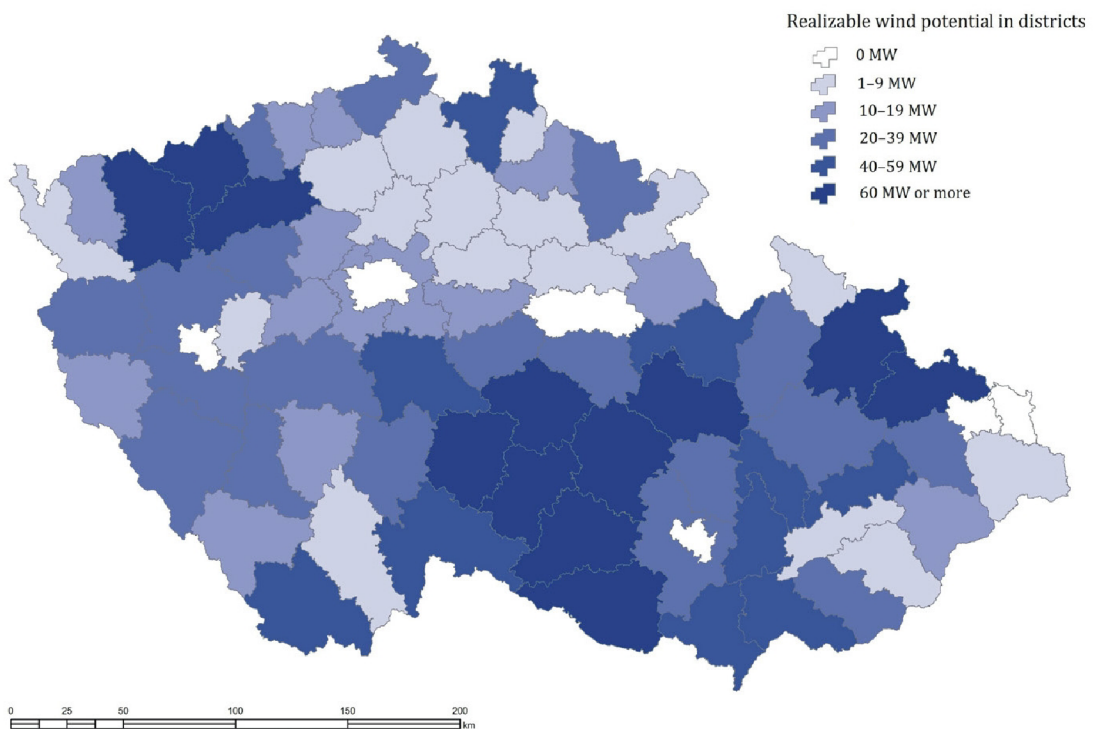 Realizable wind potential in districts
0 MW
1–9 MW
10–19 MW
20–39 MW
40–59 MW
60 MW or more
0 25 50 100 150 200
km